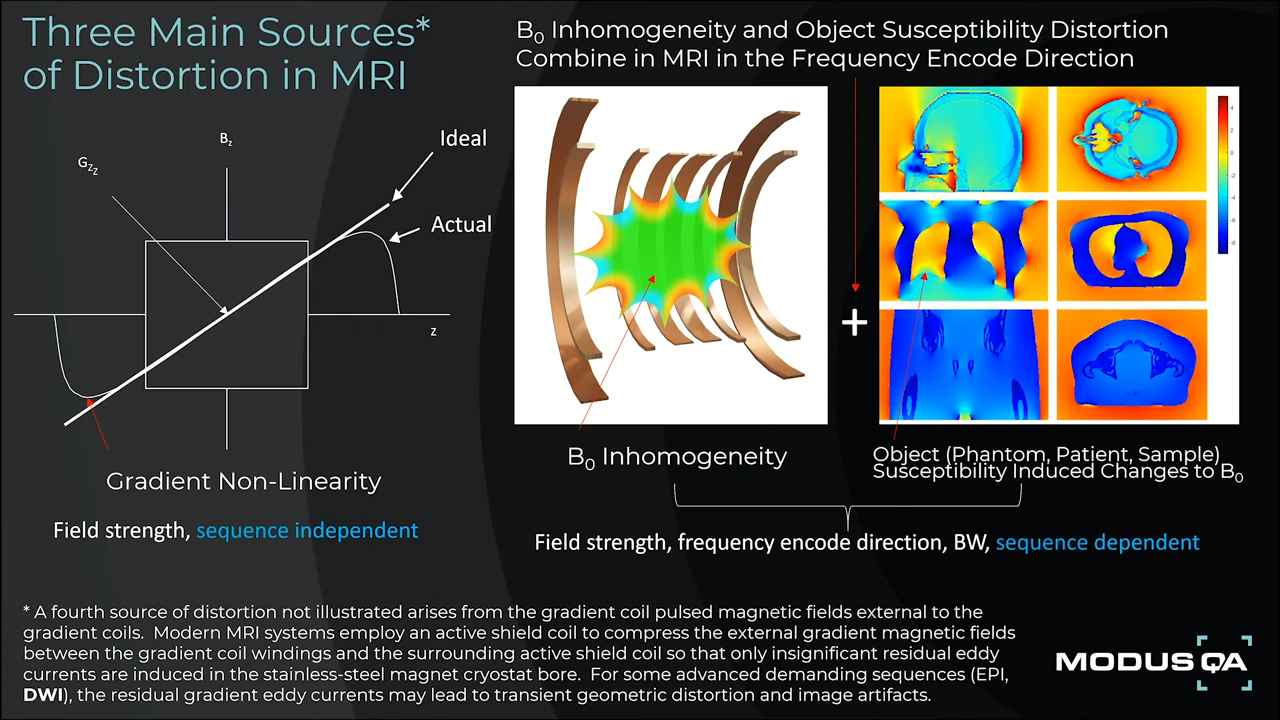 Three Main Sources*
of Distortion in MRI
B0 Inhomogeneity and Object Susceptibility Distortion
Combine in MRI in the Frequency Encode Direction
Bz
GZZ
Ideal
Actual
z
+
4
2
0
-2
-4
-6
-8
Gradient Non-Linearity
Field strength, sequence independent
B0 Inhomogeneity
Object (Phantom, Patient, Sample)
Susceptibility Induced Changes to B0
Field strength, frequency encode direction, BW, sequence dependent
* A fourth source of distortion not illustrated arises from the gradient coil pulsed magnetic fields external to the
gradient coils. Modern MRI systems employ an active shield coil to compress the external gradient magnetic fields
between the gradient coil windings and the surrounding active shield coil so that only insignificant residual eddy
currents are induced in the stainless-steel magnet cryostat bore. For some advanced demanding sequences (EPI,
DWI), the residual gradient eddy currents may lead to transient geometric distortion and image artifacts.
MODUS QA